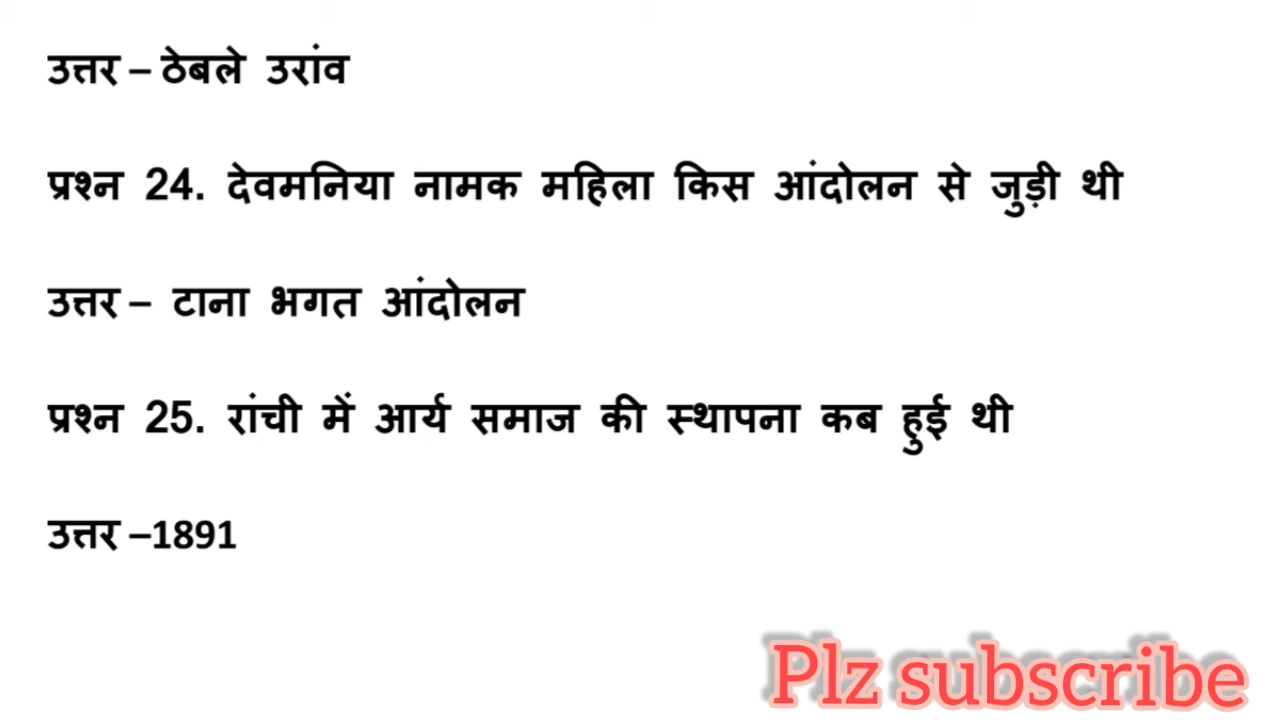 उत्तर – ठेबले उरांव
प्रश्न 24. देवमनिया नामक महिला किस आंदोलन से जुड़ी थी
उत्तर – टाना भगत आंदोलन
प्रश्न 25. रांची में आर्य समाज की स्थापना कब हुई थी
उत्तर –1891
Plz subscribe